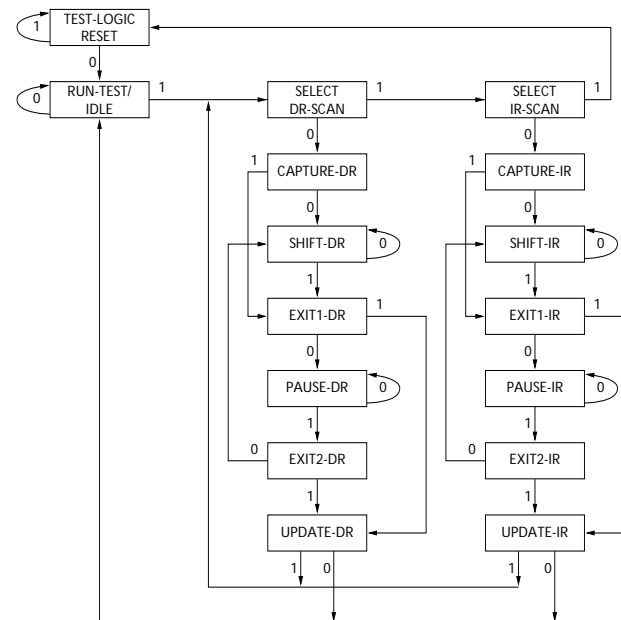 TEST-LOGIC
RESET
1
0
RUN-TEST/
IDLE
0
1
SELECT
DR-SCAN
1
SELECT
IR-SCAN
1
0
0
1
CAPTURE-DR
1
CAPTURE-IR
0
0
SHIFT-DR
0
SHIFT-IR
0
1
1
EXIT1-DR
1
EXIT1-IR
1
0
0
PAUSE-DR
0
PAUSE-IR
0
1
1
0
EXIT2-DR
0
EXIT2-IR
1
1
UPDATE-DR
UPDATE-IR
1
0
1
0